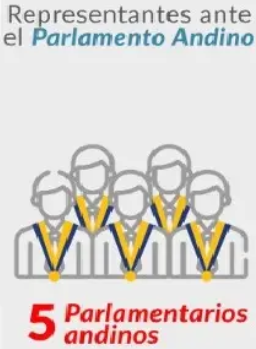 Representantes ante
el Parlamento Andino
5 Parlamentarios
andinos